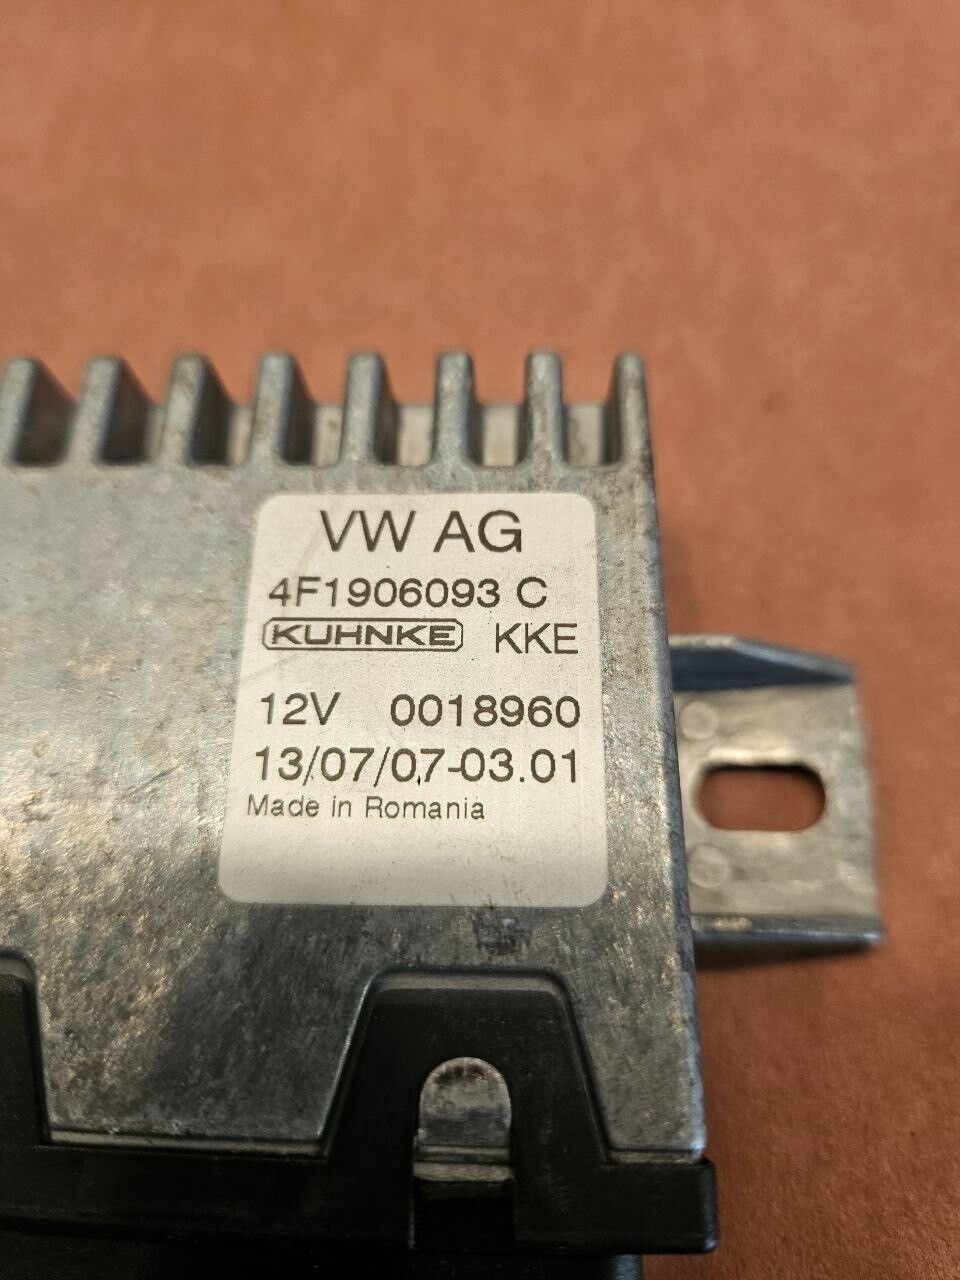 VW AG
4F1906093 C
KUHNKE KKE
12V 0018960
13/07/07-03.01
Made in Romania